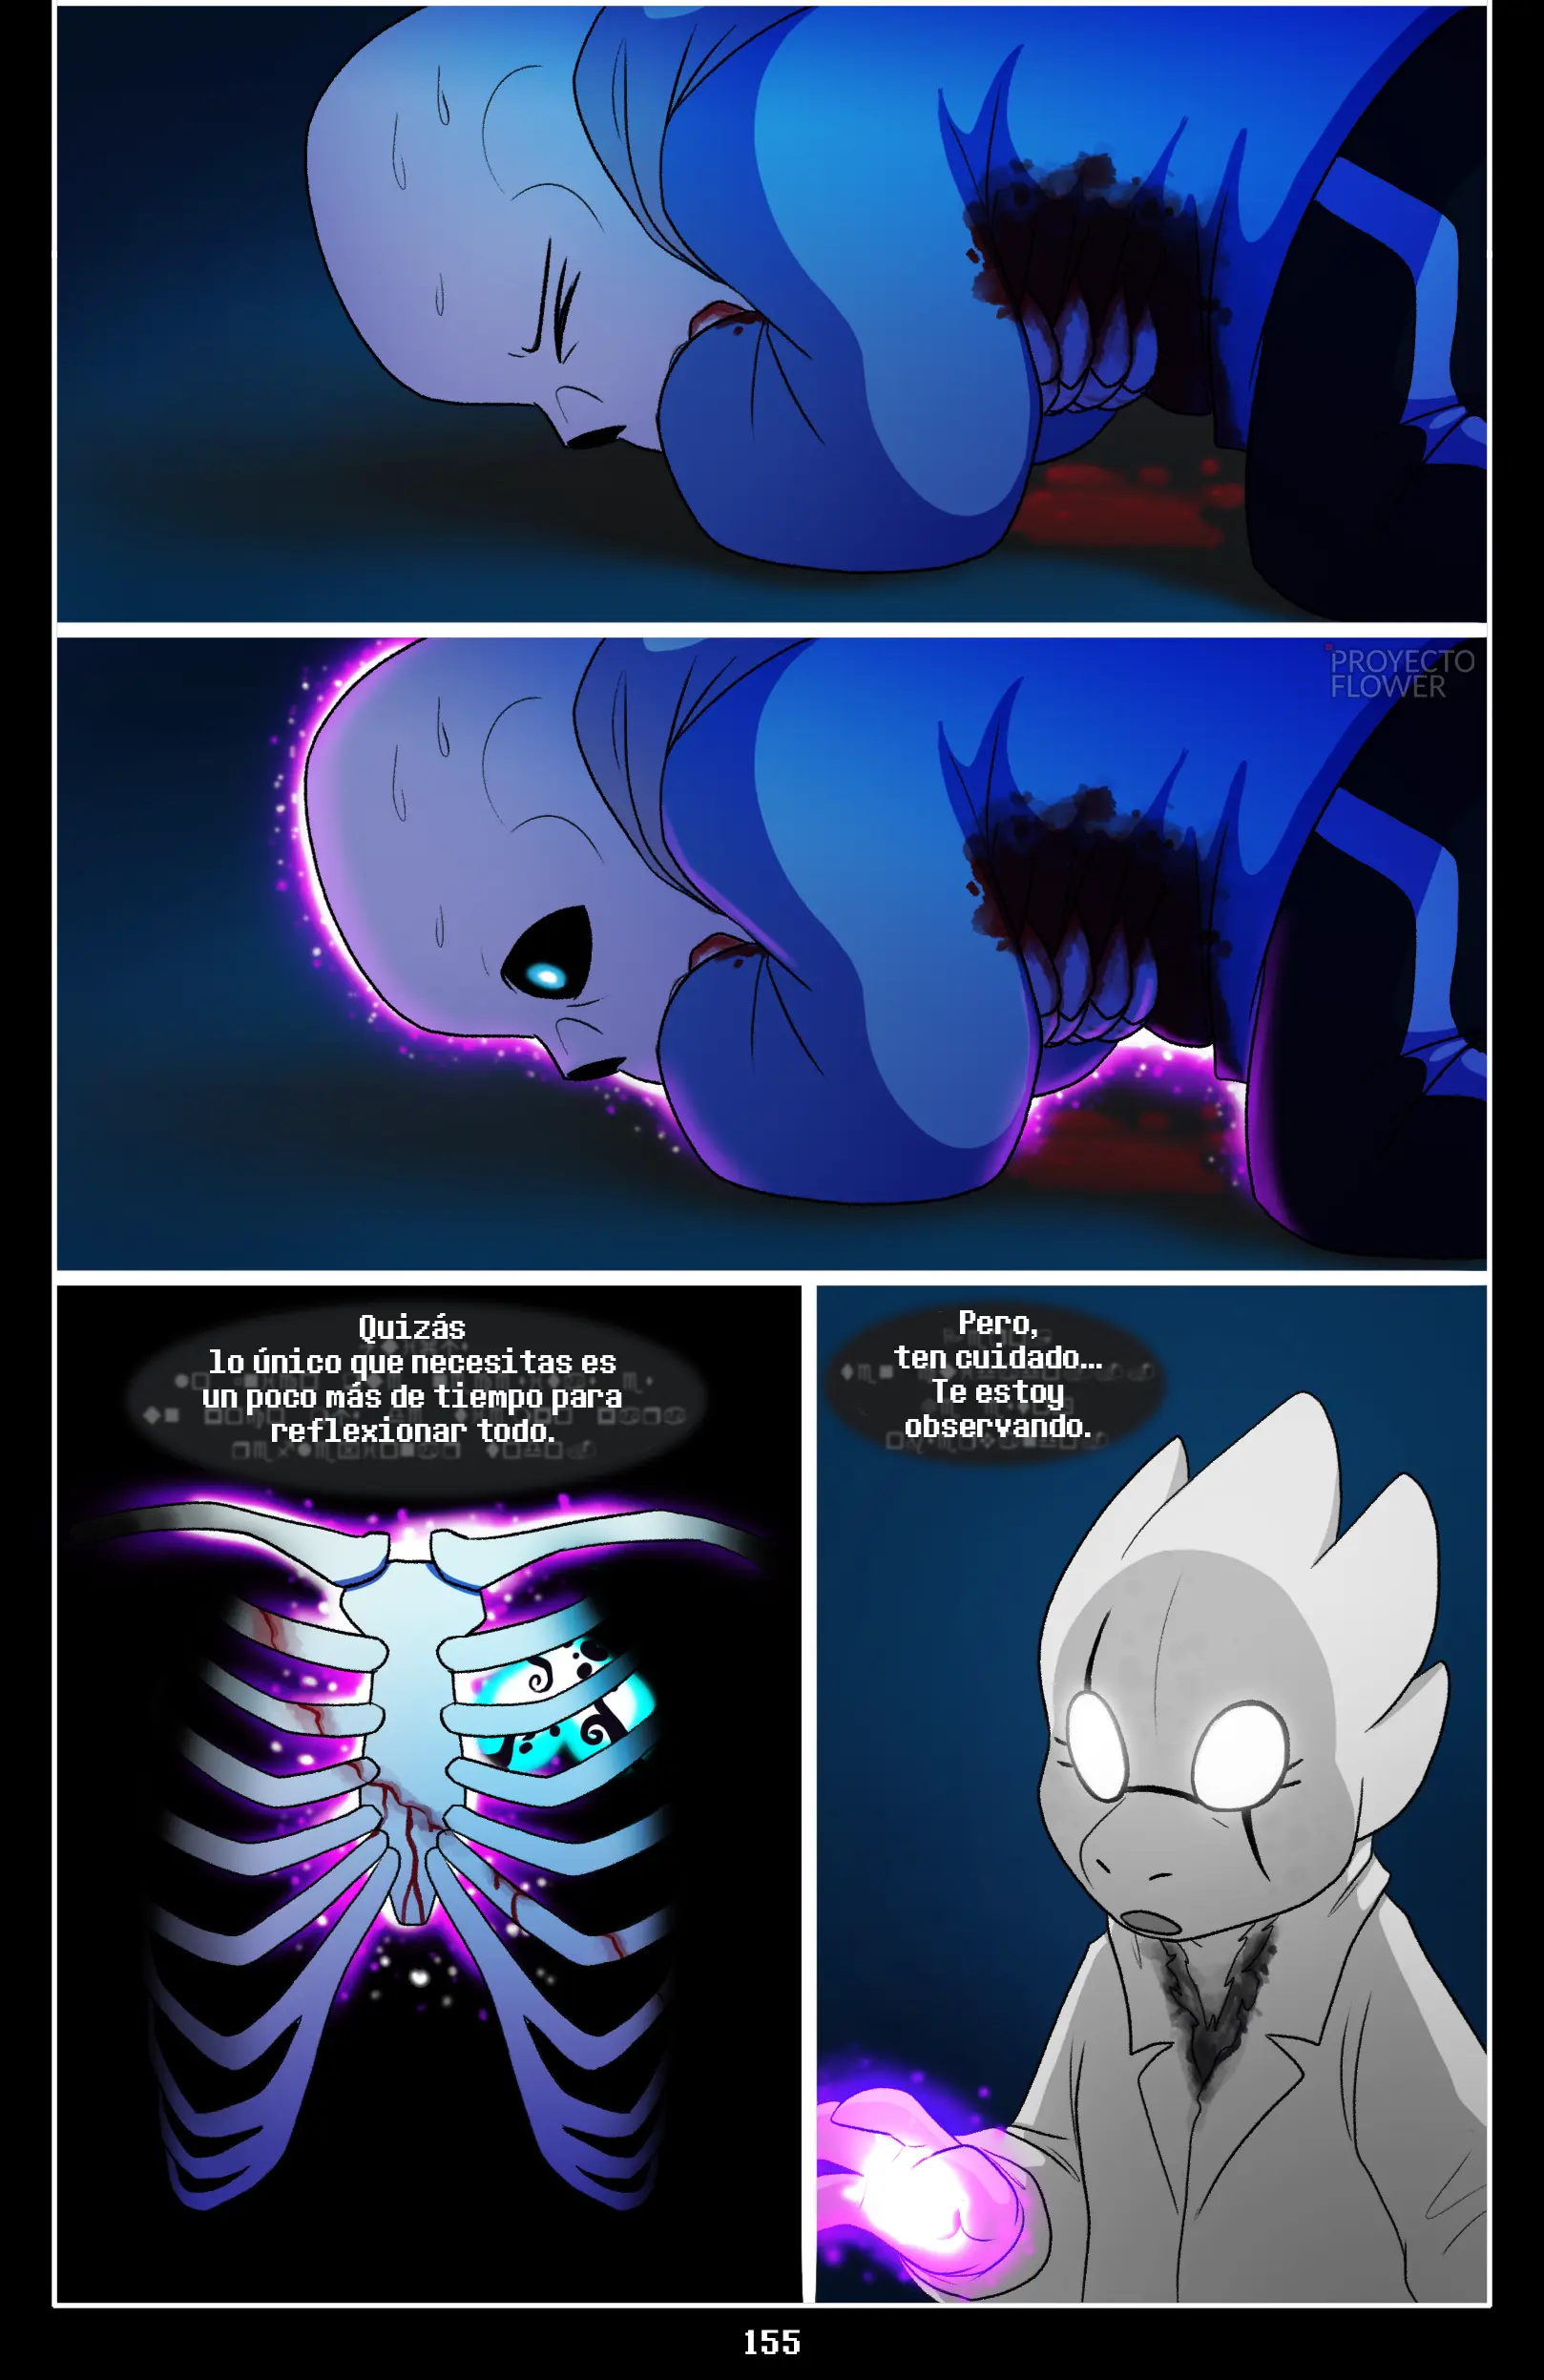 PROYECTO
FLOWER
Quizás
lo único que necesitas es
un poco más de tiempo para
reflexionar todo.
Pero,
ten cuidado...
Te estoy
observando.
155